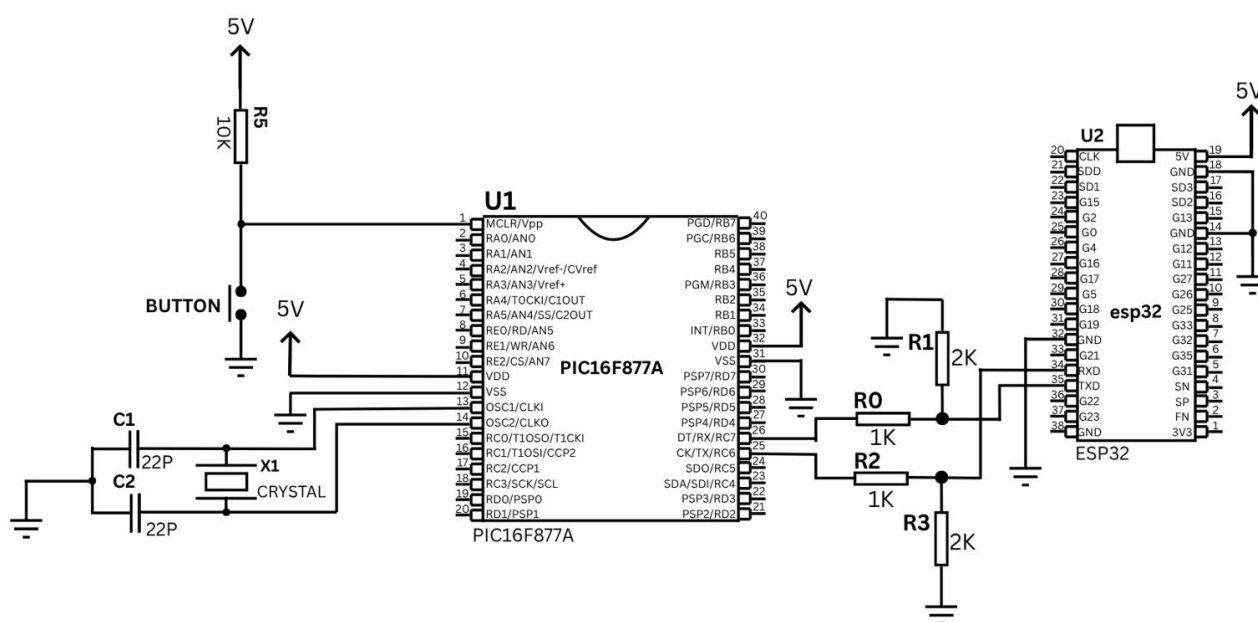 5V
R5
10K
BUTTON
5V
C1
22P
C2
22P
X1
CRYSTAL
U1
1 MCLR/Vpp
2 RA0/AN0
3 RA1/AN1
4 RA2/AN2/Vref-/CVref
5 RA3/AN3/Vref+
6 RA4/T0CKI/C1OUT
7 RA5/AN4/SS/C2OUT
8 RE0/RD/AN5
9 RE1/WR/AN6
10 RE2/CS/AN7
11 VDD
12 VSS
13 OSC1/CLKI
14 OSC2/CLKO
15 RC0/T1OSO/T1CKI
16 RC1/T1OSI/CCP2
17 RC2/CCP1
18 RC3/SCK/SCL
19 RD0/PSP0
20 RD1/PSP1
PIC16F877A
PGD/RB7 40
PGC/RB6 39
RB5 38
RB4 37
PGM/RB3 36
RB2 35
RB1 34
INT/RB0 33
VDD 32
VSS 31
PSP7/RD7 30
PSP6/RD6 29
PSP5/RD5 28
PSP4/RD4 27
DT/RX/RC7 26
CK/TX/RC6 25
SDO/RC5 24
SDA/SDI/RC4 23
PSP3/RD3 22
PSP2/RD2 21
PIC16F877A
5V
R1
2K
R0
1K
R2
1K
R3
2K
U2
20 CLK
21 SDD
22 SD1
23 G15
24 G2
25 G0
26 G4
27 G16
28 G17
29 G5
30 G18
31 G19
32 GND
33 G21
34 RXD
35 TXD
36 G22
37 G23
38 GND
esp32
5V 19
GND 18
SD3 17
SD2 16
G13 15
GND 14
G12 13
G11 12
G27 11
G26 10
G25 9
G33 8
G32 7
G35 6
G31 5
SN 4
SP 3
FN 2
3V3 1
ESP32
5V